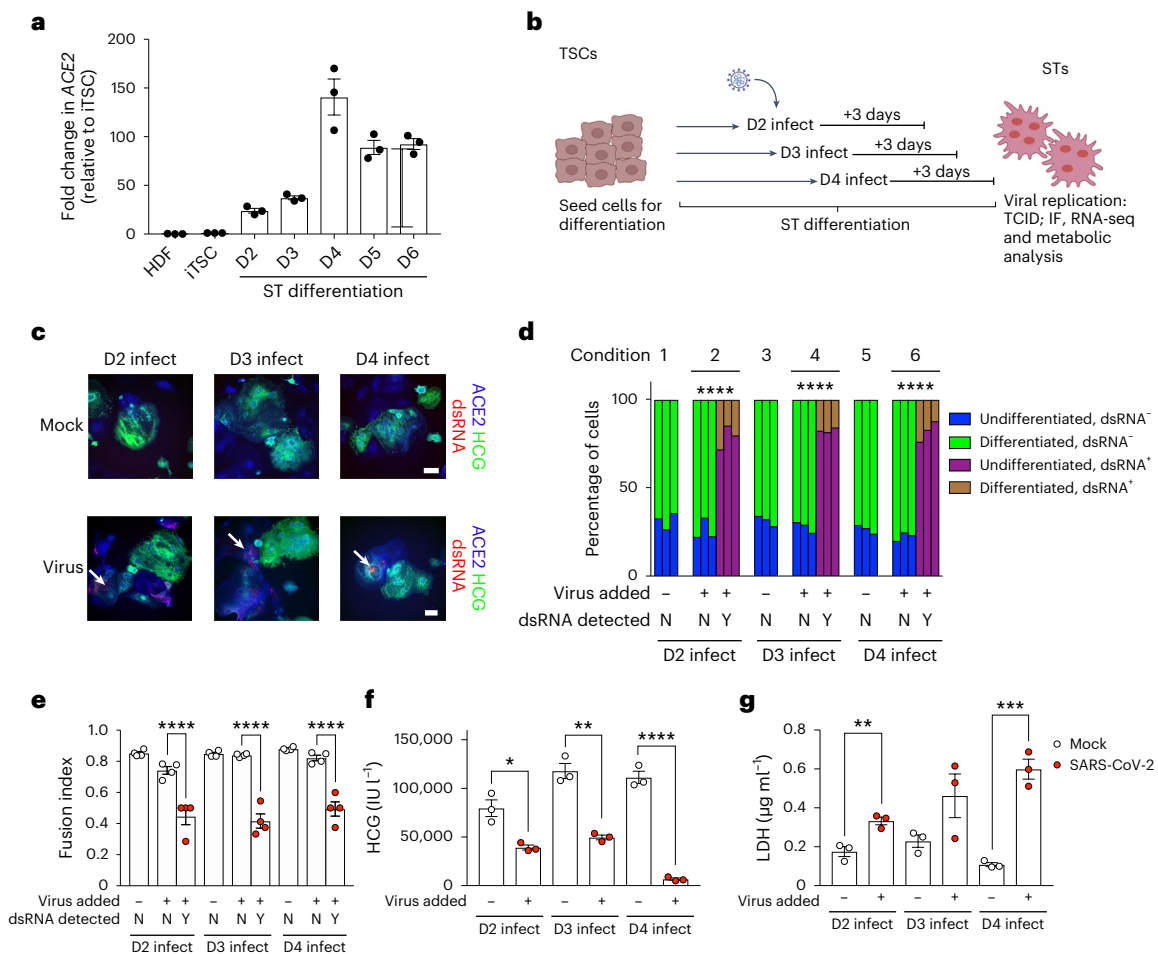 a
Fold change in ACE2
(relative to iTSC)
200
150
100
50
0
HDF
iTSC
D2
D3
D4
D5
D6
ST differentiation
b
TSCs
STs
D2 infect
+3 days
D3 infect
+3 days
D4 infect
+3 days
Seed cells for
differentiation
ST differentiation
Viral replication:
TCID; IF, RNA-seq
and metabolic
analysis
c
D2 infect
D3 infect
D4 infect
Mock
ACE2 HCG
dsRNA
Virus
ACE2 HCG
dsRNA
d
Condition 1 2 3 4 5 6
**** **** ****
Percentage of cells
100
50
0
Undifferentiated, dsRNA⁻
Differentiated, dsRNA⁻
Undifferentiated, dsRNA⁺
Differentiated, dsRNA⁺
Virus added − + + − + + − + +
dsRNA detected N N Y N N Y N N Y
D2 infect D3 infect D4 infect
e
Fusion index
1.0
0.8
0.6
0.4
0.2
0
**** **** ****
Virus added − + + − + + − + +
dsRNA detected N N Y N N Y N N Y
D2 infect D3 infect D4 infect
f
HCG (IU l⁻¹)
150,000
100,000
50,000
0
* ** ****
Virus added − + − + − +
D2 infect D3 infect D4 infect
g
LDH (µg ml⁻¹)
0.8
0.6
0.4
0.2
0
** ***
Mock
SARS-CoV-2
Virus added − + − + − +
D2 infect D3 infect D4 infect